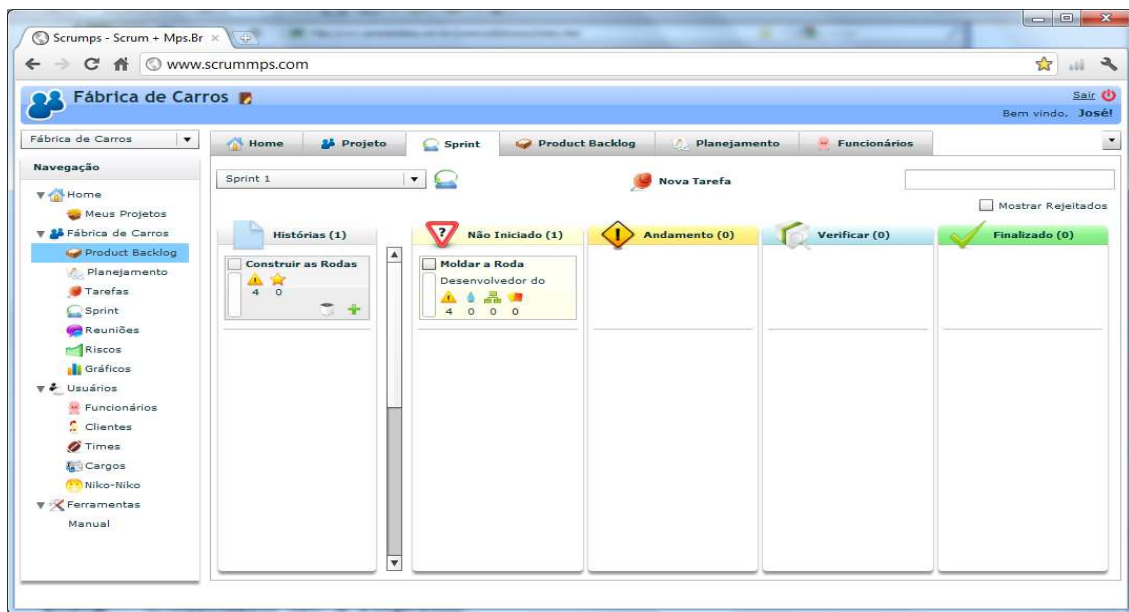 Scrumps - Scrum + Mps.Br
www.scrummps.com
Fábrica de Carros
Sair
Bem vindo, José!
Fábrica de Carros
Navegação
Home
Meus Projetos
Fábrica de Carros
Product Backlog
Planejamento
Tarefas
Sprint
Reuniões
Riscos
Gráficos
Usuários
Funcionários
Clientes
Times
Cargos
Niko-Niko
Ferramentas
Manual
Home Projeto Sprint Product Backlog Planejamento Funcionários
Sprint 1 Nova Tarefa
Mostrar Rejeitados
Histórias (1) Não Iniciado (1) Andamento (0) Verificar (0) Finalizado (0)
Construir as Rodas
4 0
Moldar a Roda
Desenvolvedor do
4 0 0 0